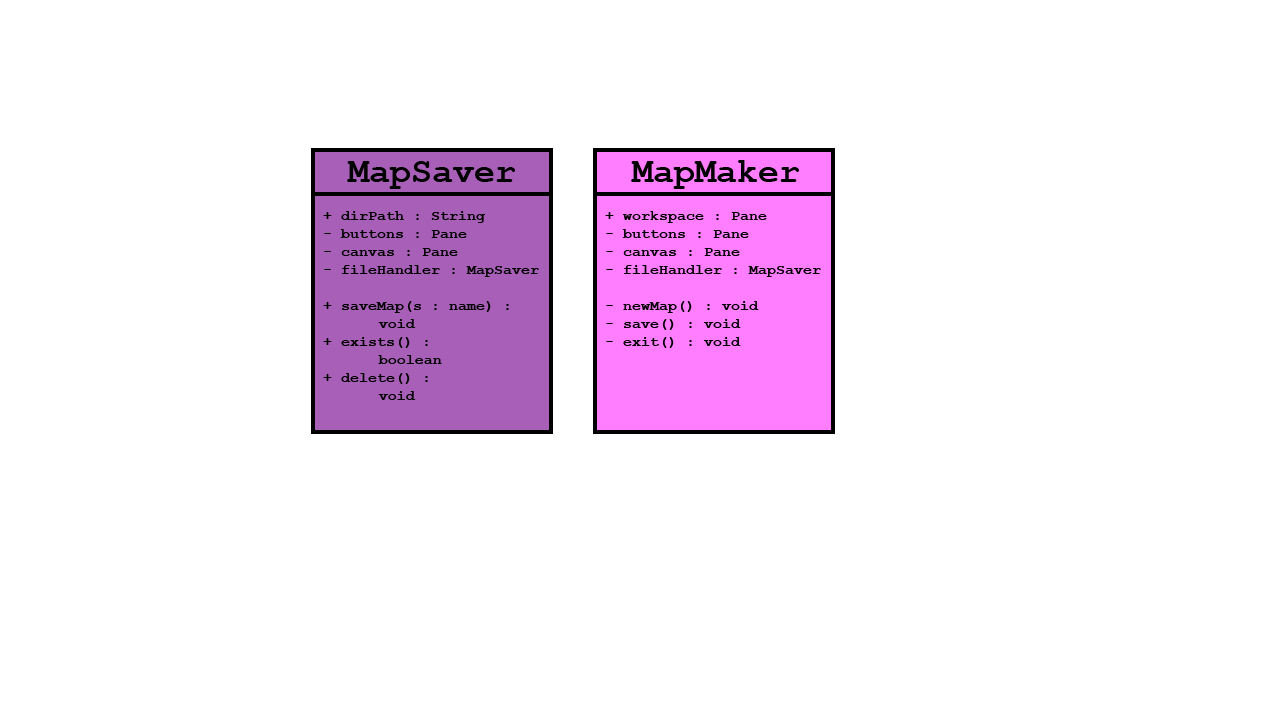 MapSaver
+ dirPath : String
- buttons : Pane
- canvas : Pane
- fileHandler : MapSaver
+ saveMap(s : name) :
void
+ exists() :
boolean
+ delete() :
void
MapMaker
+ workspace : Pane
- buttons : Pane
- canvas : Pane
- fileHandler : MapSaver
- newMap() : void
- save() : void
- exit() : void